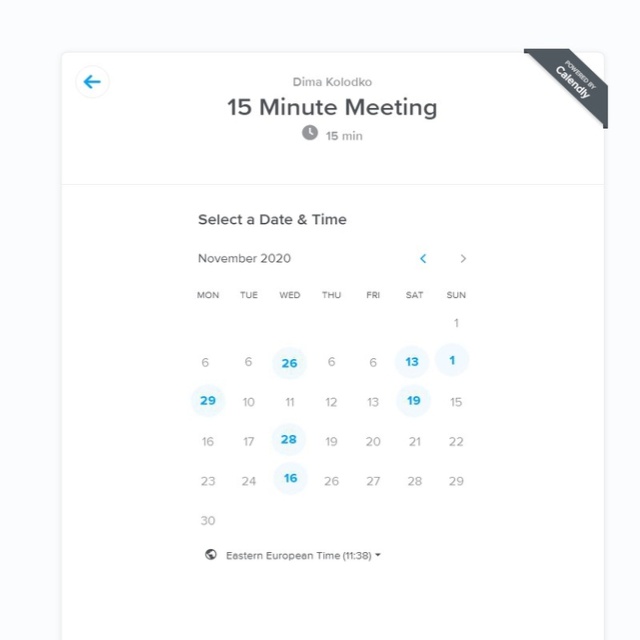 POWERED BY
Calendly
Dima Kolodko
15 Minute Meeting
15 min
Select a Date & Time
November 2020
MON TUE WED THU FRI SAT SUN
1
6 6 26 6 6 13 1
29 10 11 12 13 19 15
16 17 28 19 20 21 22
23 24 16 26 27 28 29
30
Eastern European Time (11:38)